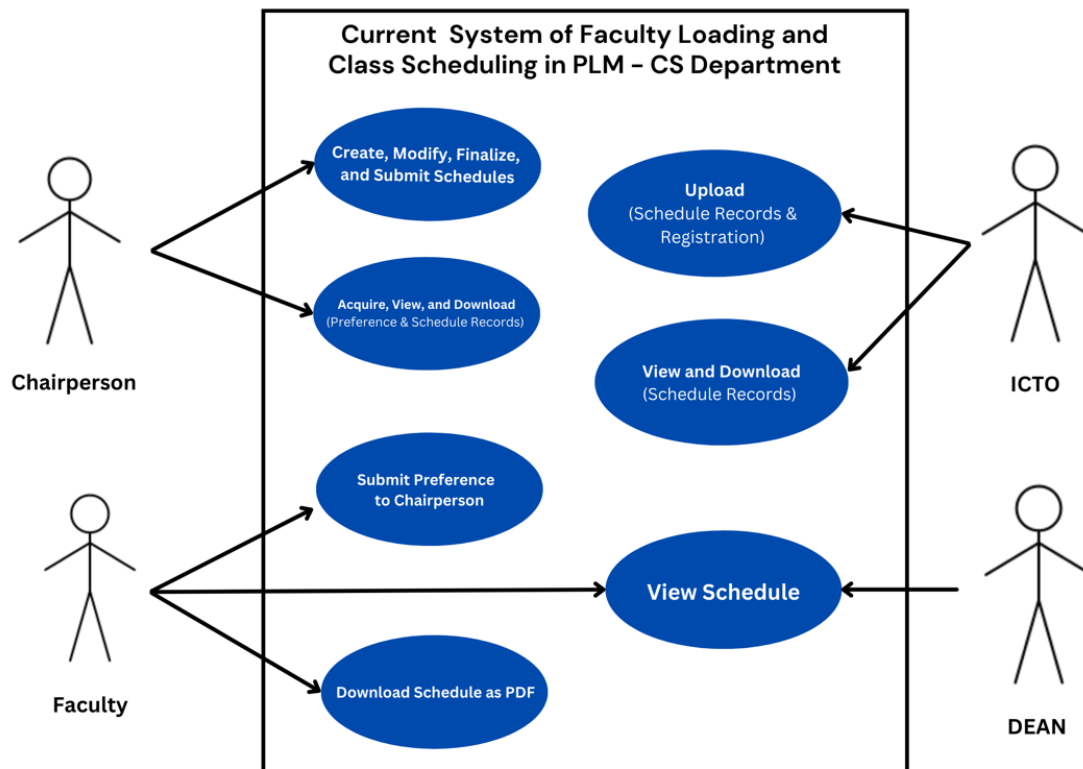 Current System of Faculty Loading and
Class Scheduling in PLM - CS Department
Create, Modify, Finalize,
and Submit Schedules
Upload
(Schedule Records &
Registration)
Acquire, View, and Download
(Preference & Schedule Records)
View and Download
(Schedule Records)
Chairperson
ICTO
Submit Preference
to Chairperson
View Schedule
Download Schedule as PDF
Faculty
DEAN